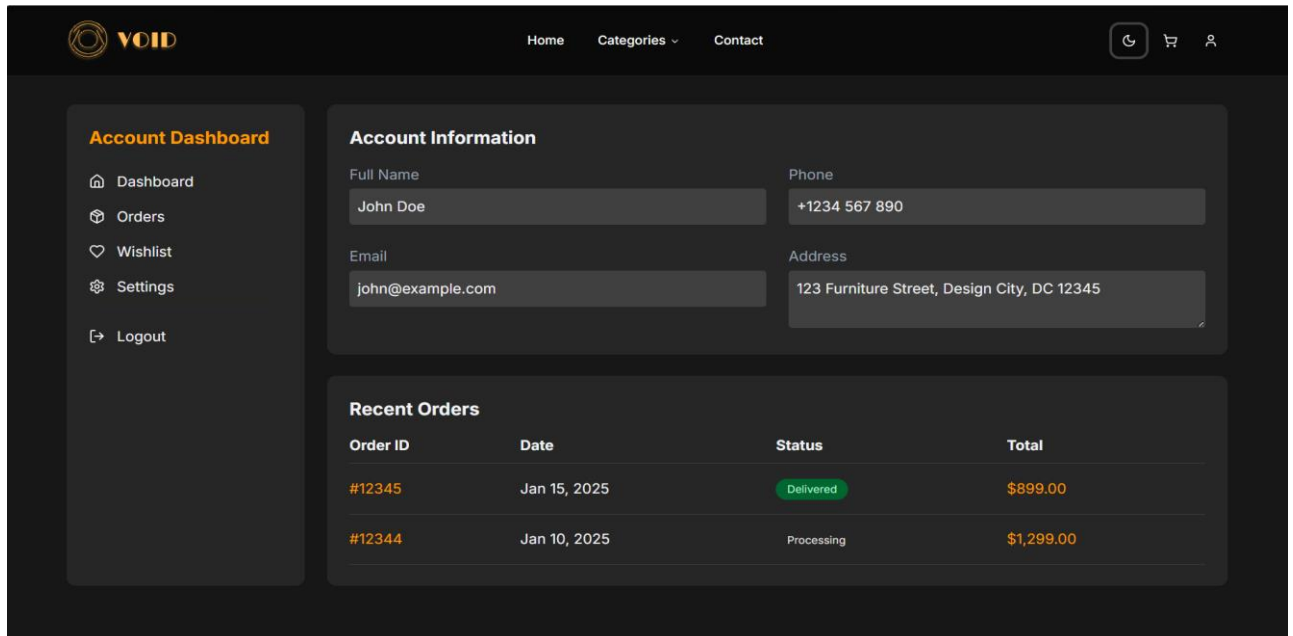 VOID
Home Categories Contact
Account Dashboard
Dashboard
Orders
Wishlist
Settings
Logout
Account Information
Full Name
John Doe
Phone
+1234 567 890
Email
john@example.com
Address
123 Furniture Street, Design City, DC 12345
Recent Orders
Order ID Date Status Total
#12345 Jan 15, 2025 Delivered $899.00
#12344 Jan 10, 2025 Processing $1,299.00